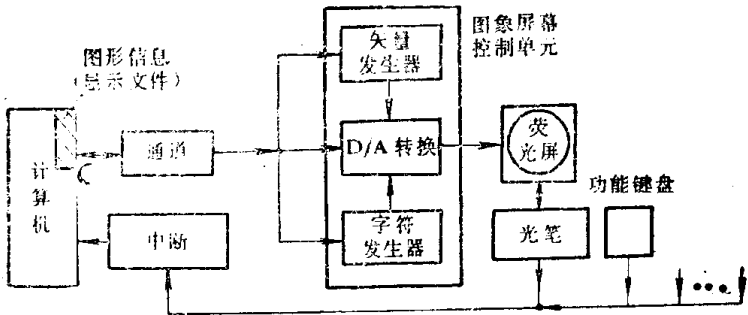 图形信息
(显示文件)
计算机
通道
中断
矢量
发生器
D/A 转换
字符
发生器
图象屏幕
控制单元
荧
光屏
光笔
功能键盘